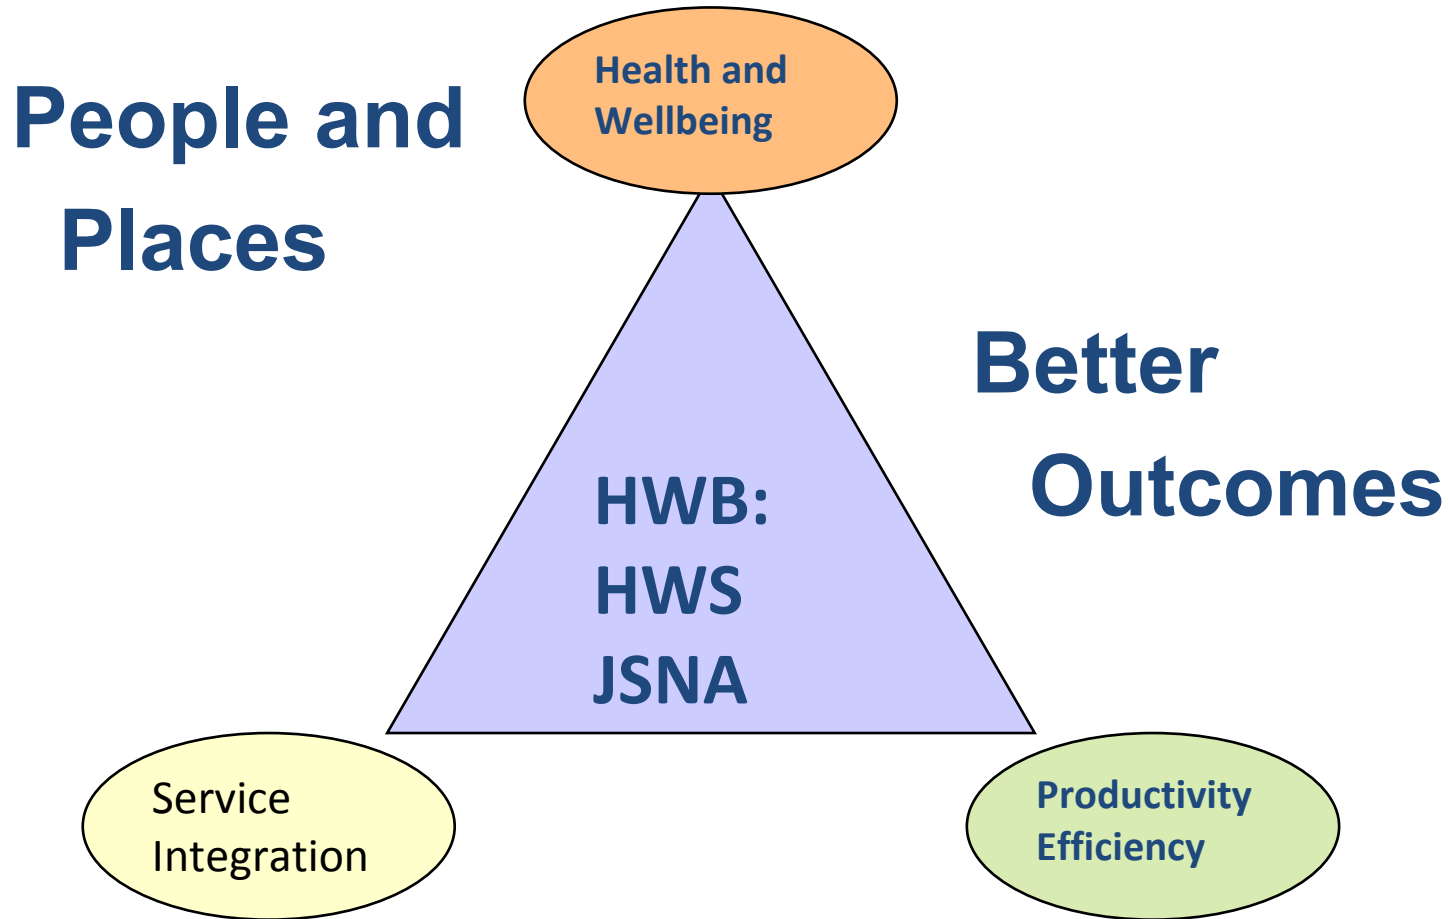 Health and
Wellbeing
People and
Places
Better
Outcomes
HWB:
HWS
JSNA
Service
Integration
Productivity
Efficiency